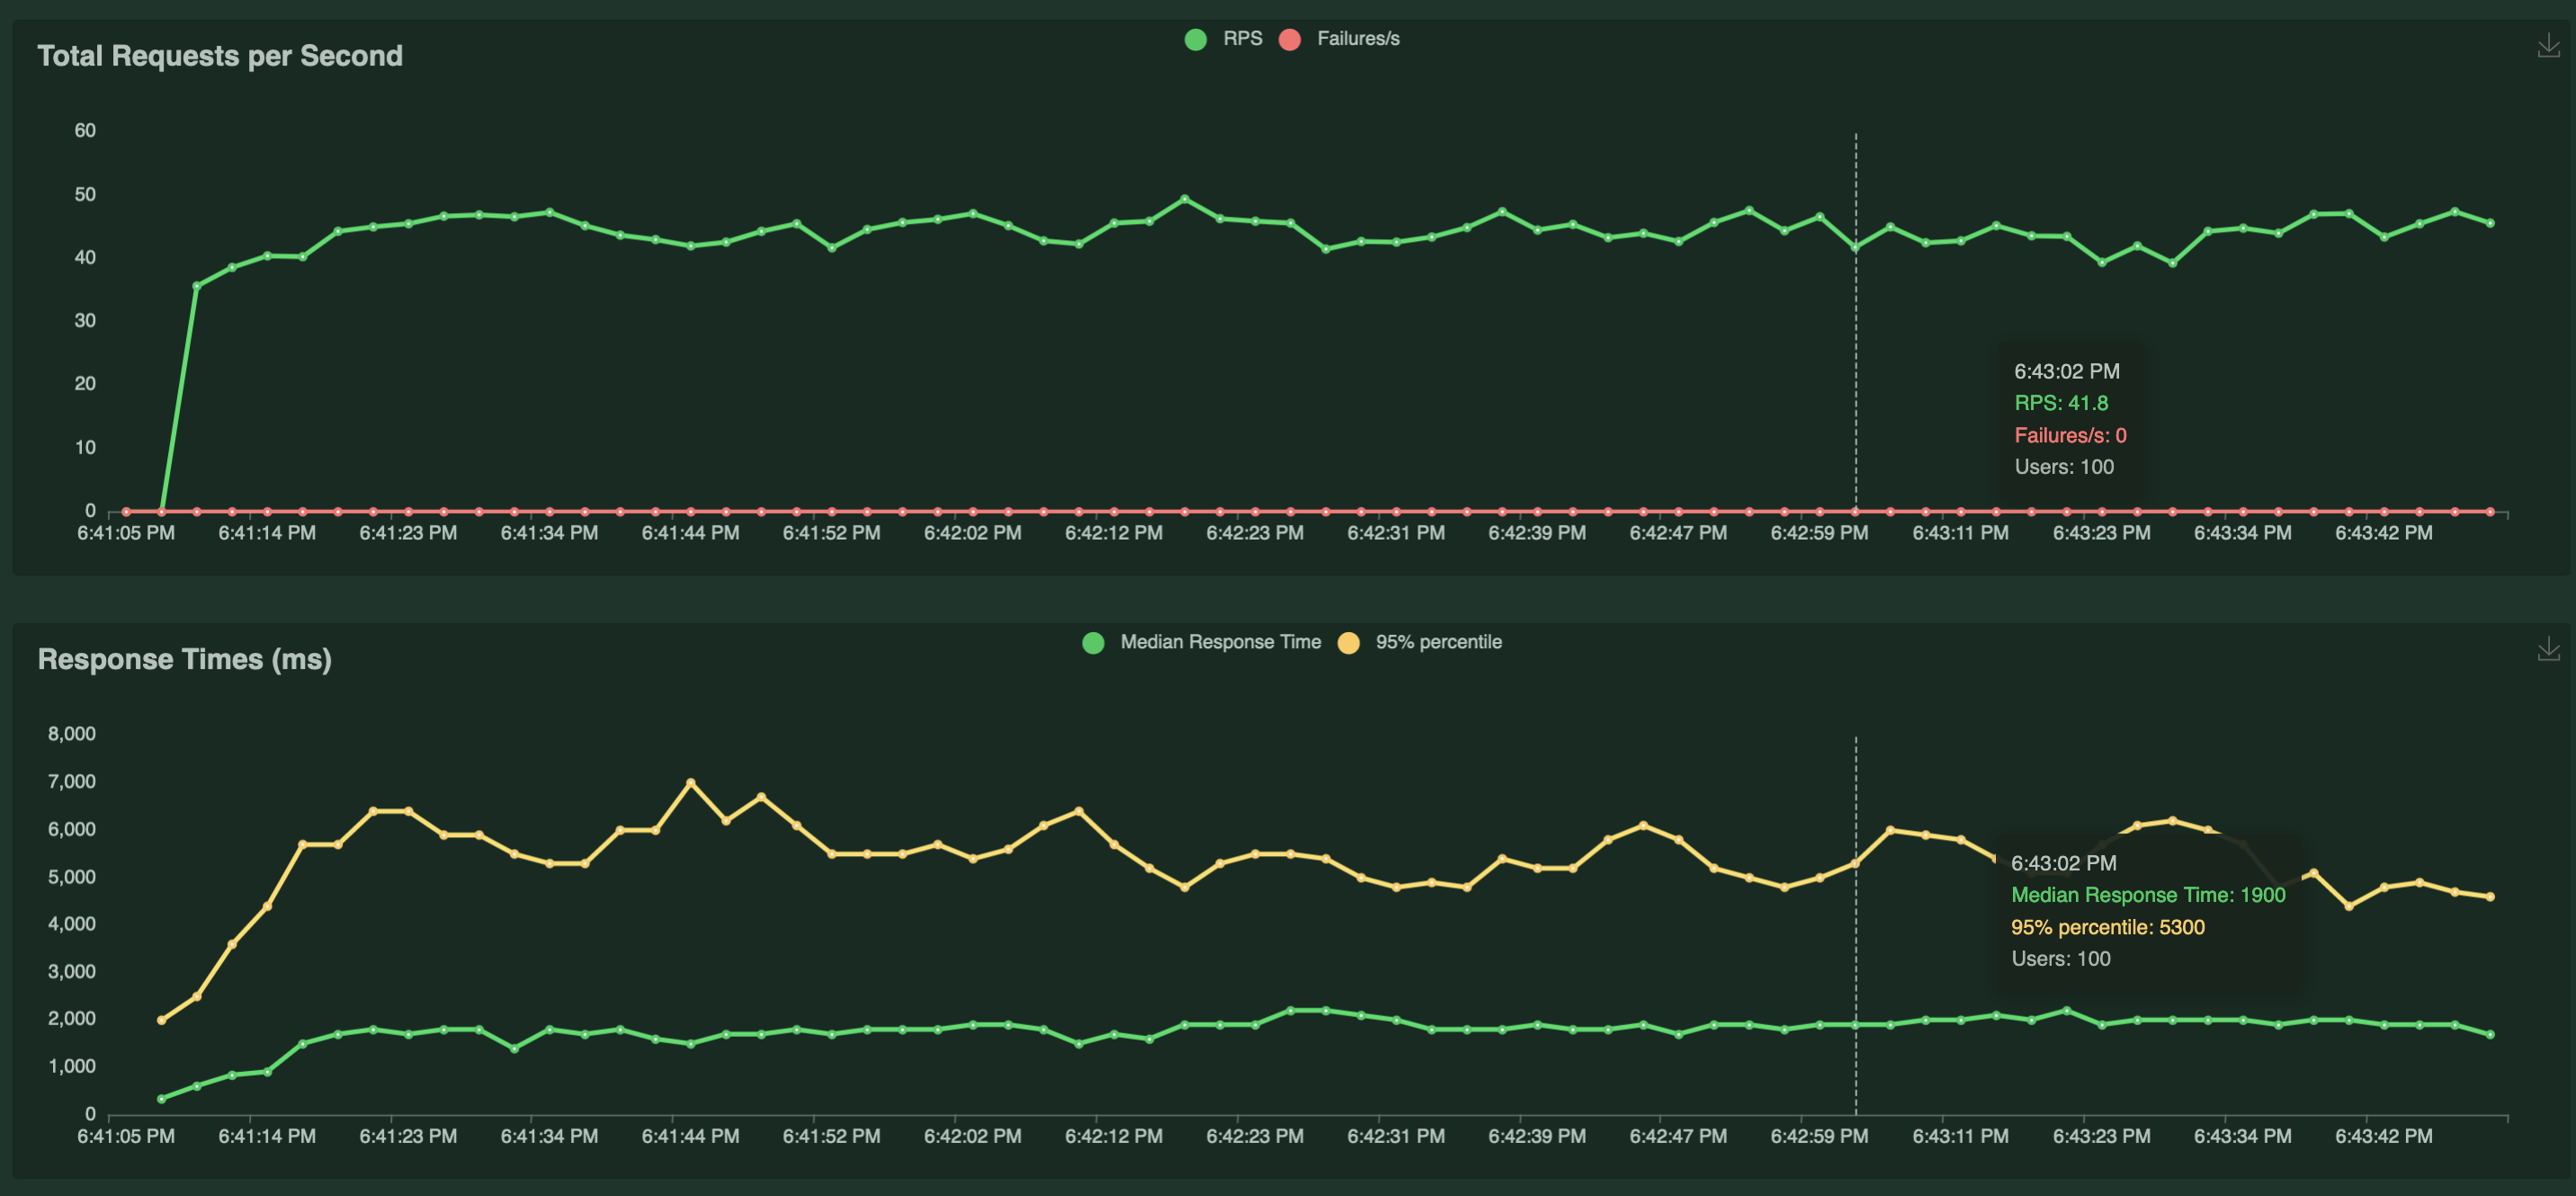 Total Requests per Second
RPS Failures/s
60
50
40
30
20
10
0
6:41:05 PM 6:41:14 PM 6:41:23 PM 6:41:34 PM 6:41:44 PM 6:41:52 PM 6:42:02 PM 6:42:12 PM 6:42:23 PM 6:42:31 PM 6:42:39 PM 6:42:47 PM 6:42:59 PM 6:43:11 PM 6:43:23 PM 6:43:34 PM 6:43:42 PM
6:43:02 PM
RPS: 41.8
Failures/s: 0
Users: 100
Response Times (ms)
Median Response Time 95% percentile
8,000
7,000
6,000
5,000
4,000
3,000
2,000
1,000
0
6:41:05 PM 6:41:14 PM 6:41:23 PM 6:41:34 PM 6:41:44 PM 6:41:52 PM 6:42:02 PM 6:42:12 PM 6:42:23 PM 6:42:31 PM 6:42:39 PM 6:42:47 PM 6:42:59 PM 6:43:11 PM 6:43:23 PM 6:43:34 PM 6:43:42 PM
6:43:02 PM
Median Response Time: 1900
95% percentile: 5300
Users: 100